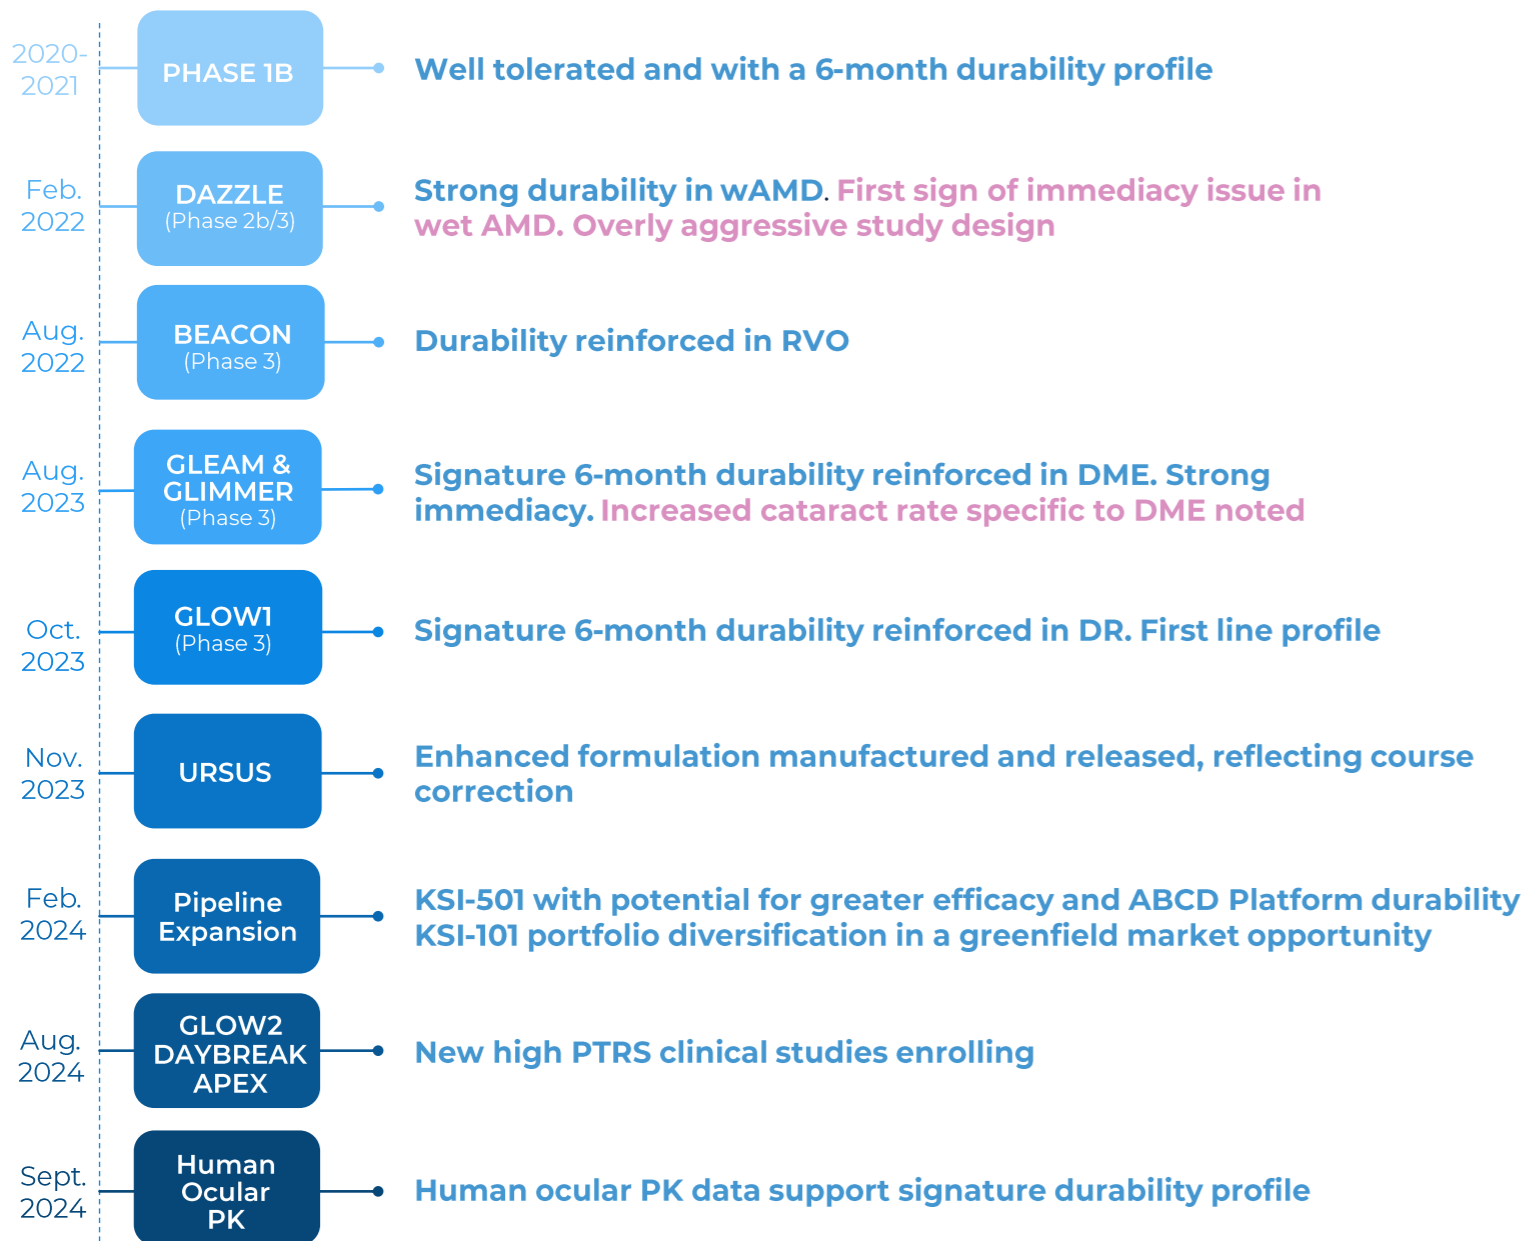 2020-
2021
PHASE 1B
Well tolerated and with a 6-month durability profile
Feb.
2022
DAZZLE
(Phase 2b/3)
Strong durability in wAMD. First sign of immediacy issue in
wet AMD. Overly aggressive study design
Aug.
2022
BEACON
(Phase 3)
Durability reinforced in RVO
Aug.
2023
GLEAM &
GLIMMER
(Phase 3)
Signature 6-month durability reinforced in DME. Strong
immediacy. Increased cataract rate specific to DME noted
Oct.
2023
GLOW1
(Phase 3)
Signature 6-month durability reinforced in DR. First line profile
Nov.
2023
URSUS
Enhanced formulation manufactured and released, reflecting course
correction
Feb.
2024
Pipeline
Expansion
KSI-501 with potential for greater efficacy and ABCD Platform durability
KSI-101 portfolio diversification in a greenfield market opportunity
Aug.
2024
GLOW2
DAYBREAK
APEX
New high PTRS clinical studies enrolling
Sept.
2024
Human
Ocular
PK
Human ocular PK data support signature durability profile